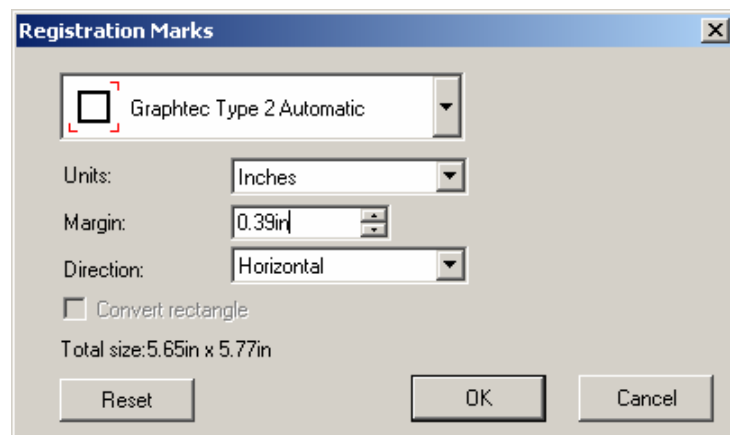 Registration Marks
Graphtec Type 2 Automatic
Units: Inches
Margin: 0.39in
Direction: Horizontal
Convert rectangle
Total size:5.65in x 5.77in
Reset OK Cancel